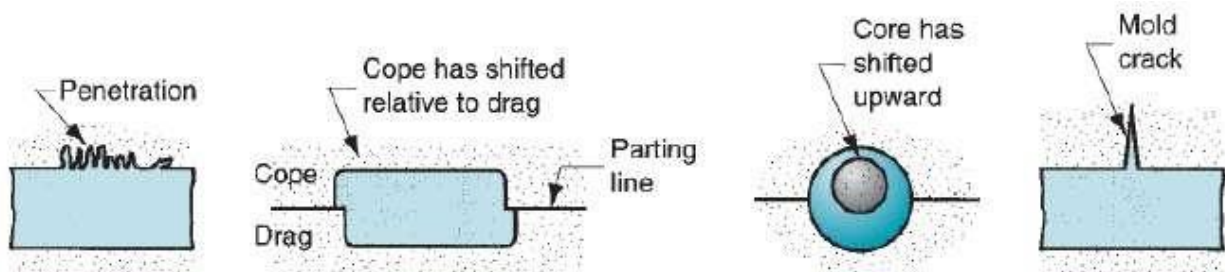 Penetration
Cope has shifted
relative to drag
Cope
Drag
Parting
line
Core has
shifted
upward
Mold
crack